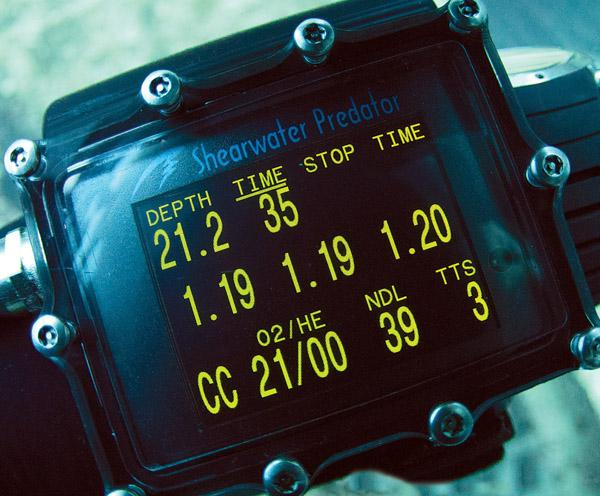 Shearwater Predator
DEPTH TIME STOP TIME
21.2 35
1.19 1.19 1.20
O2/HE NDL TTS
CC 21/00 39 3